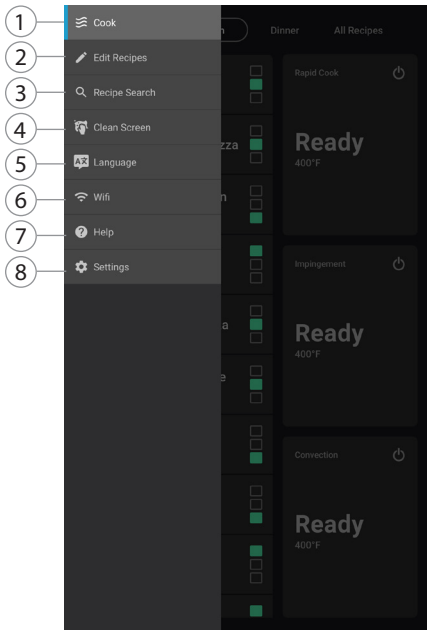 1 Cook
2 Edit Recipes
3 Recipe Search
4 Clean Screen
5 Language
6 Wifi
7 Help
8 Settings
Dinner All Recipes
Rapid Cook
Ready
400°F
Impingement
Ready
400°F
Convection
Ready
400°F